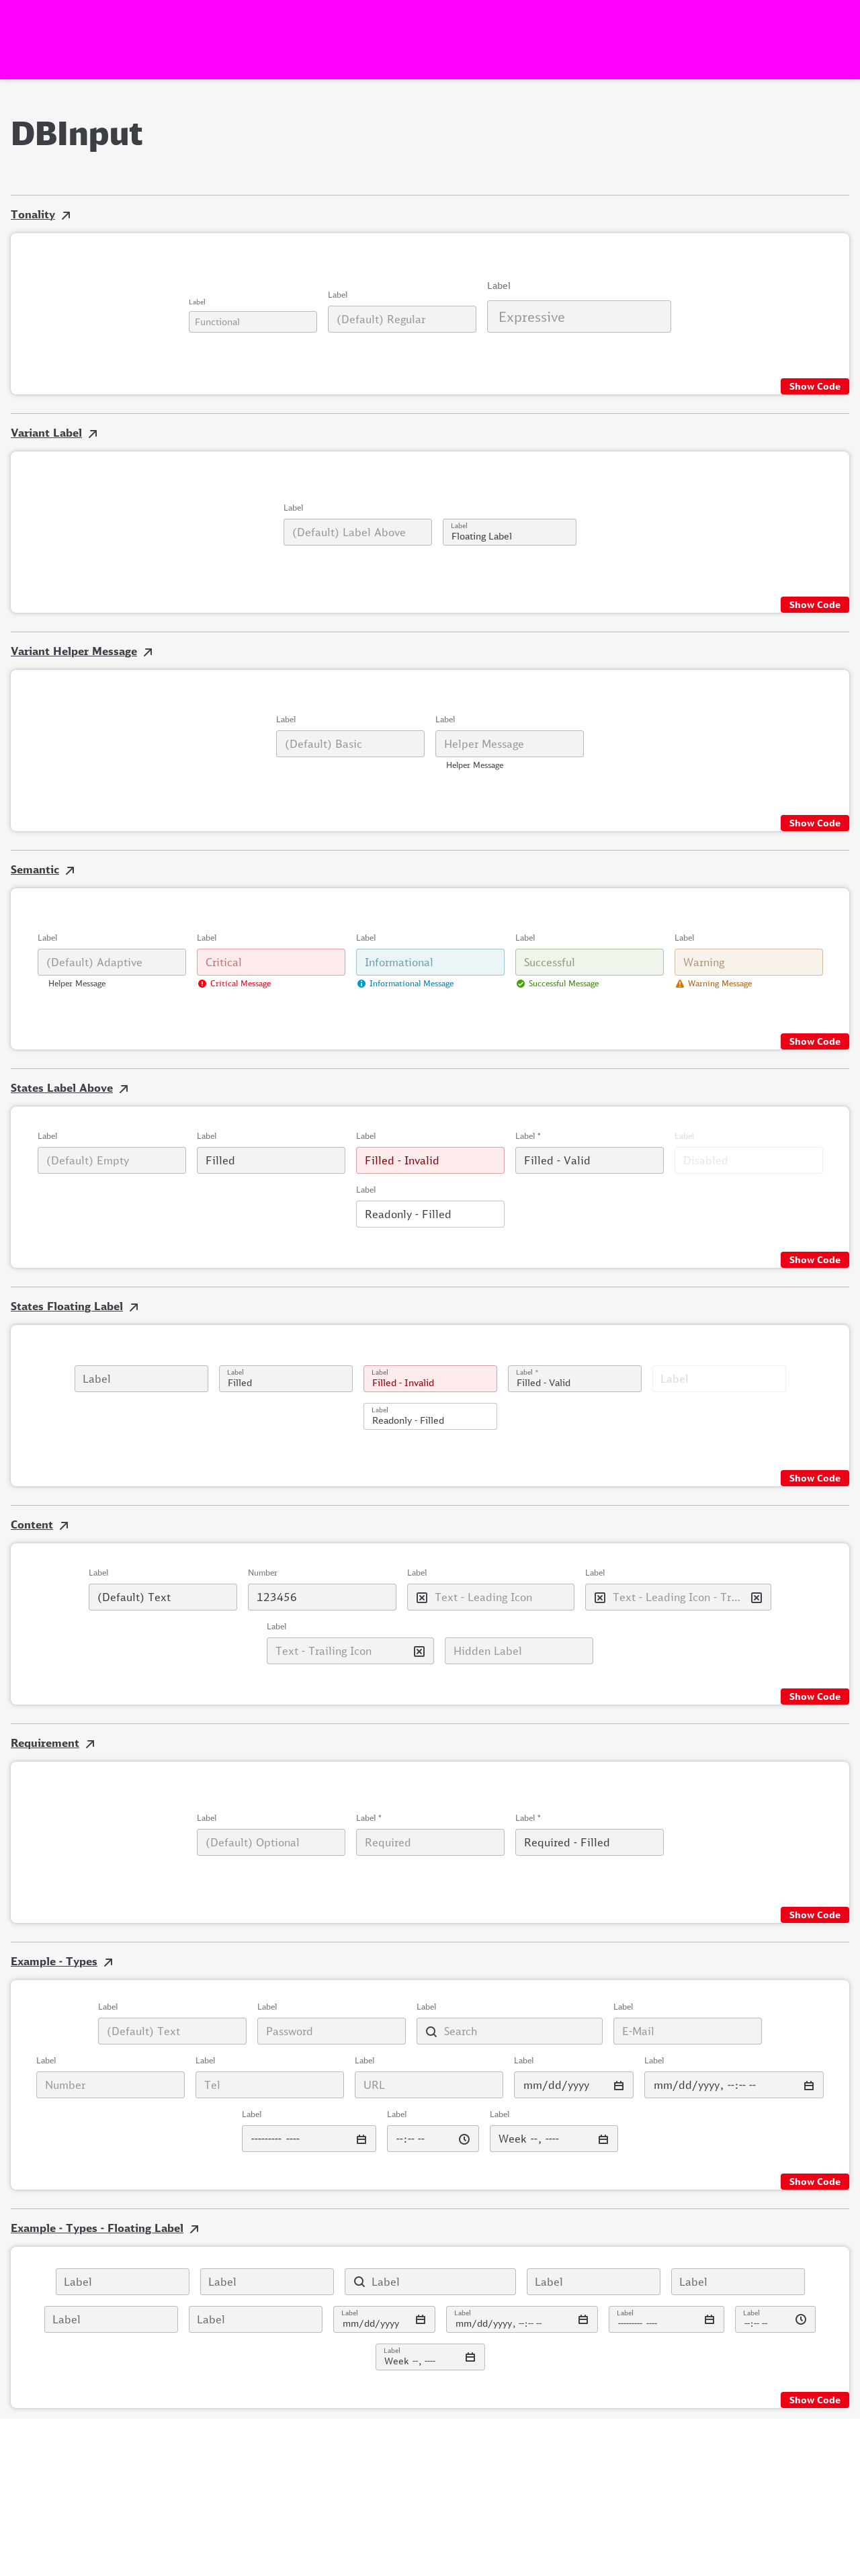 DBInput
Tonality
Label Label Label
Functional (Default) Regular Expressive
Show Code
Variant Label
Label Label
(Default) Label Above Floating Label
Show Code
Variant Helper Message
Label Label
(Default) Basic Helper Message
Helper Message
Show Code
Semantic
Label Label Label Label Label
(Default) Adaptive Critical Informational Successful Warning
Helper Message Critical Message Informational Message Successful Message Warning Message
Show Code
States Label Above
Label Label Label Label * Label
(Default) Empty Filled Filled - Invalid Filled - Valid Disabled
Label
Readonly - Filled
Show Code
States Floating Label
Label Label Label Label * Label
Filled Filled - Invalid Filled - Valid
Label
Readonly - Filled
Show Code
Content
Label Number Label Label
(Default) Text 123456 Text - Leading Icon Text - Leading Icon - Tr...
Label
Text - Trailing Icon Hidden Label
Show Code
Requirement
Label Label * Label *
(Default) Optional Required Required - Filled
Show Code
Example - Types
Label Label Label Label
(Default) Text Password Search E-Mail
Label Label Label Label Label
Number Tel URL mm/dd/yyyy mm/dd/yyyy, --:-- --
Label Label Label
--------- ---- --:-- -- Week --, ----
Show Code
Example - Types - Floating Label
Label Label Label Label Label
Label Label Label Label Label Label
mm/dd/yyyy mm/dd/yyyy, --:-- -- --------- ---- --:-- --
Label
Week --, ----
Show Code